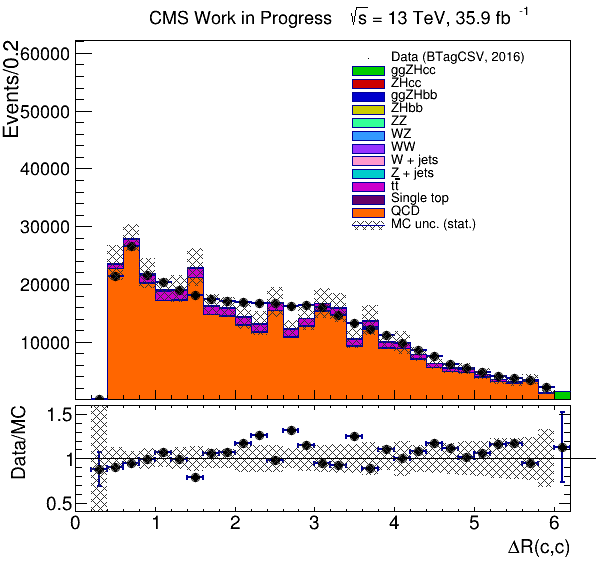 CMS Work in Progress √s = 13 TeV, 35.9 fb -1
Events/0.2
60000
50000
40000
30000
20000
10000
Data (BTagCSV, 2016)
ggZHcc
ZHcc
ggZHbb
ZHbb
ZZ
WZ
WW
W + jets
Z + jets
tt̅
Single top
QCD
MC unc. (stat.)
Data/MC
1.5
1
0.5
0 1 2 3 4 5 6
ΔR(c,c)